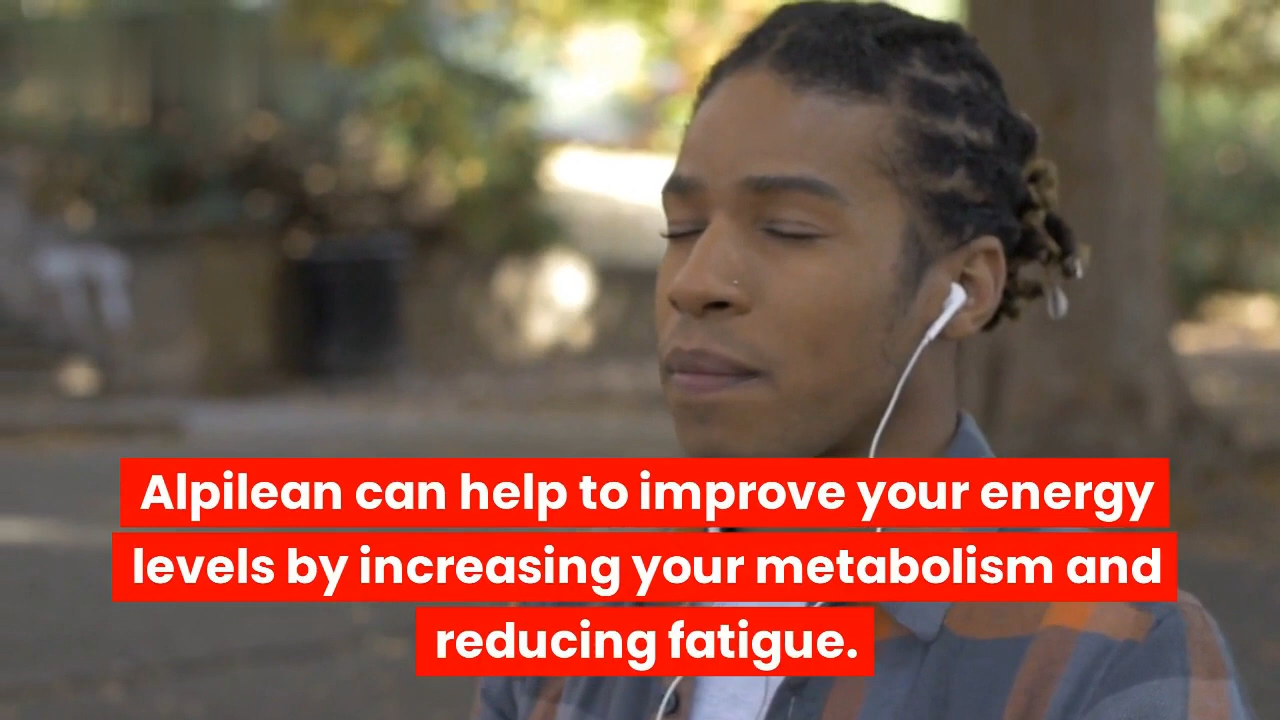 Alpilean can help to improve your energy
levels by increasing your metabolism and
reducing fatigue.